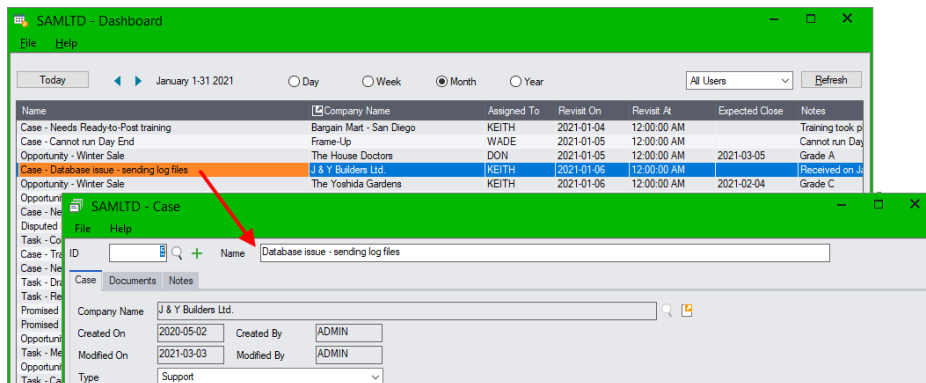 SAMLTD - Dashboard
File Help
Today January 1-31 2021 Day Week Month Year All Users Refresh
Name Company Name Assigned To Revisit On Revisit At Expected Close Notes
Case - Needs Ready-to-Post training Bargain Mart - San Diego KEITH 2021-01-04 12:00:00 AM Training took p
Case - Cannot run Day End Frame-Up WADE 2021-01-05 12:00:00 AM Cannot run Day
Opportunity - Winter Sale The House Doctors DON 2021-01-05 12:00:00 AM 2021-03-05 Grade A
Case - Database issue - sending log files J & Y Builders Ltd. KEITH 2021-01-06 12:00:00 AM Received on Ja
Opportunity - Winter Sale The Yoshida Gardens KEITH 2021-01-06 12:00:00 AM 2021-02-04 Grade C
Opportuni
Case - Ne
Disputed
Task - Co
Case - Tra
Case - Ne
Task - Dra
Task - Re
Promised
Promised
Opportuni
Task - Me
Opportuni
Task - Ca
SAMLTD - Case
File Help
ID Name Database issue - sending log files
Case Documents Notes
Company Name J & Y Builders Ltd.
Created On 2020-05-02 Created By ADMIN
Modified On 2021-03-03 Modified By ADMIN
Type Support